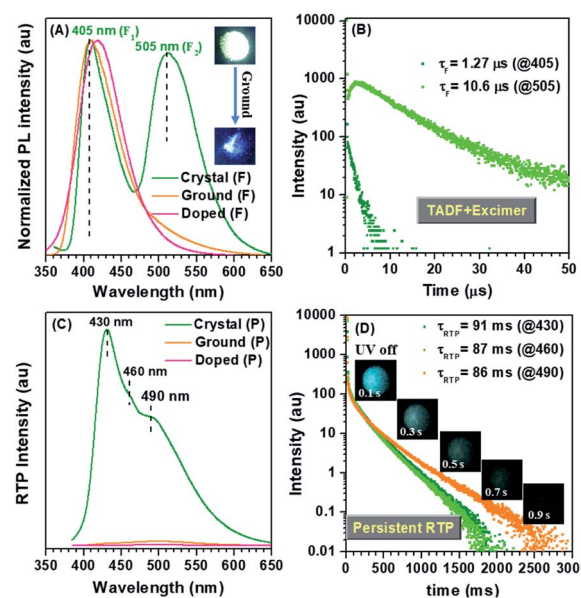 (A)
405 nm (F1)
505 nm (F2)
Ground
Crystal (F)
Ground (F)
Doped (F)
Normalized PL intensity (au)
350 400 450 500 550 600 650
Wavelength (nm)
(B)
τF = 1.27 μs (@405)
τF = 10.6 μs (@505)
TADF+Excimer
Intensity (au)
10000
1000
100
10
1
0 10 20 30 40 50
Time (μs)
(C)
430 nm
460 nm
490 nm
Crystal (P)
Ground (P)
Doped (P)
RTP Intensity (au)
350 400 450 500 550 600 650
Wavelength (nm)
(D)
τRTP = 91 ms (@430)
τRTP = 87 ms (@460)
τRTP = 86 ms (@490)
UV off
0.1s
0.3 s
0.5 s
0.7 s
0.9 s
Persistent RTP
Intensity (au)
10000
1000
100
10
1
0.1
0.01
0 500 1000 1500 2000 2500 300
time (ms)